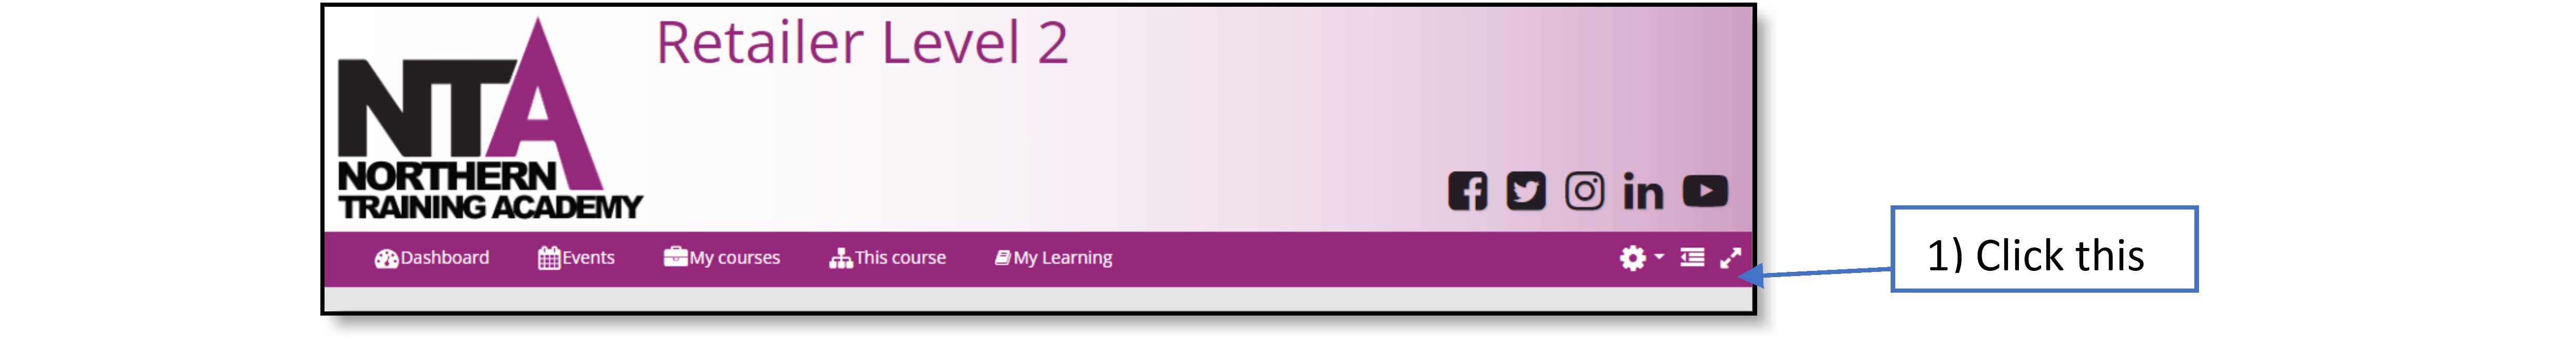 Retailer Level 2
NTA
NORTHERN
TRAINING ACADEMY
Dashboard Events My courses This course My Learning
1) Click this